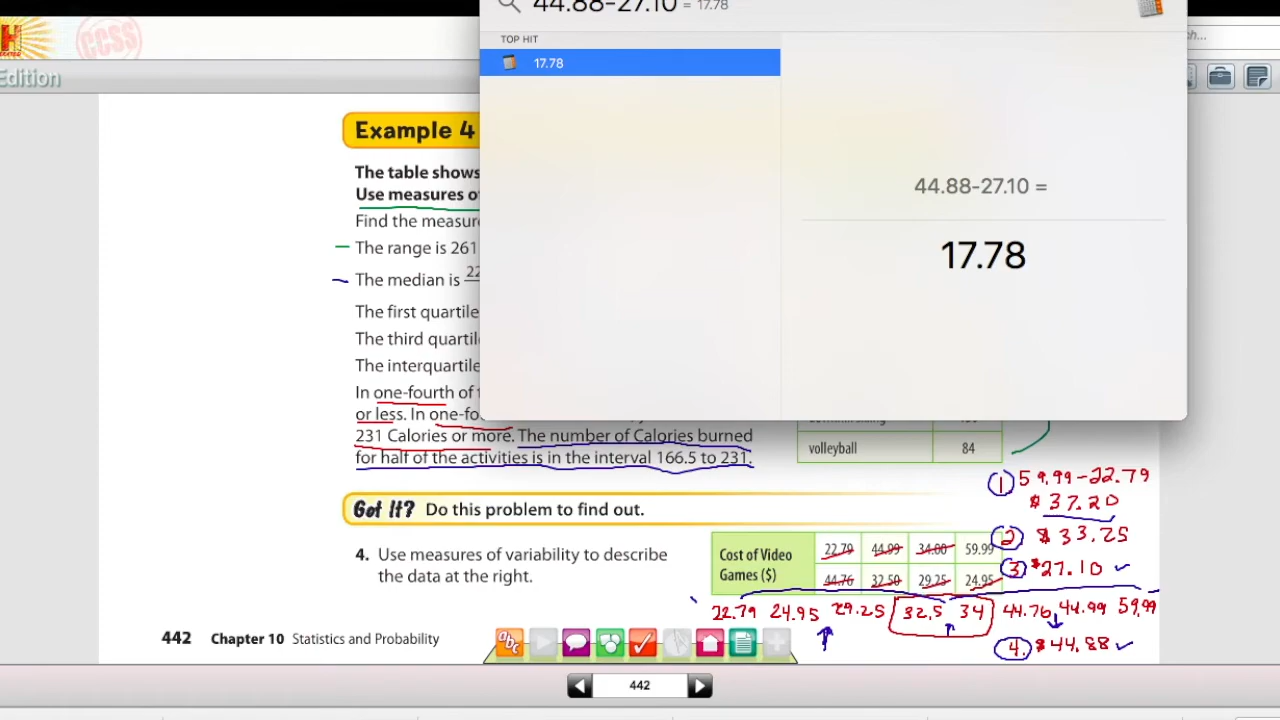 44.88-27.10 = 17.78
TOP HIT
17.78
44.88-27.10 =
17.78
H
CCSS
Edition
Example 4
The table shows
Use measures of
Find the measur
The range is 261
The median is 22
The first quartile
The third quartil
The interquartile
In one-fourth of
or less. In one-fo
231 Calories or more. The number of Calories burned
for half of the activities is in the interval 166.5 to 231.
volleyball 84
① 59.99-22.79
$37.20
② $33.25
③ $27.10 ✓
④ $44.88 ✓
Got It? Do this problem to find out.
4. Use measures of variability to describe
the data at the right.
Cost of Video
Games ($)
22.79 44.99 34.00 59.99
44.76 32.50 29.25 24.95
22.79 24.95 29.25 32.5 34 44.76 44.99 59.99
442 Chapter 10 Statistics and Probability
abc
442